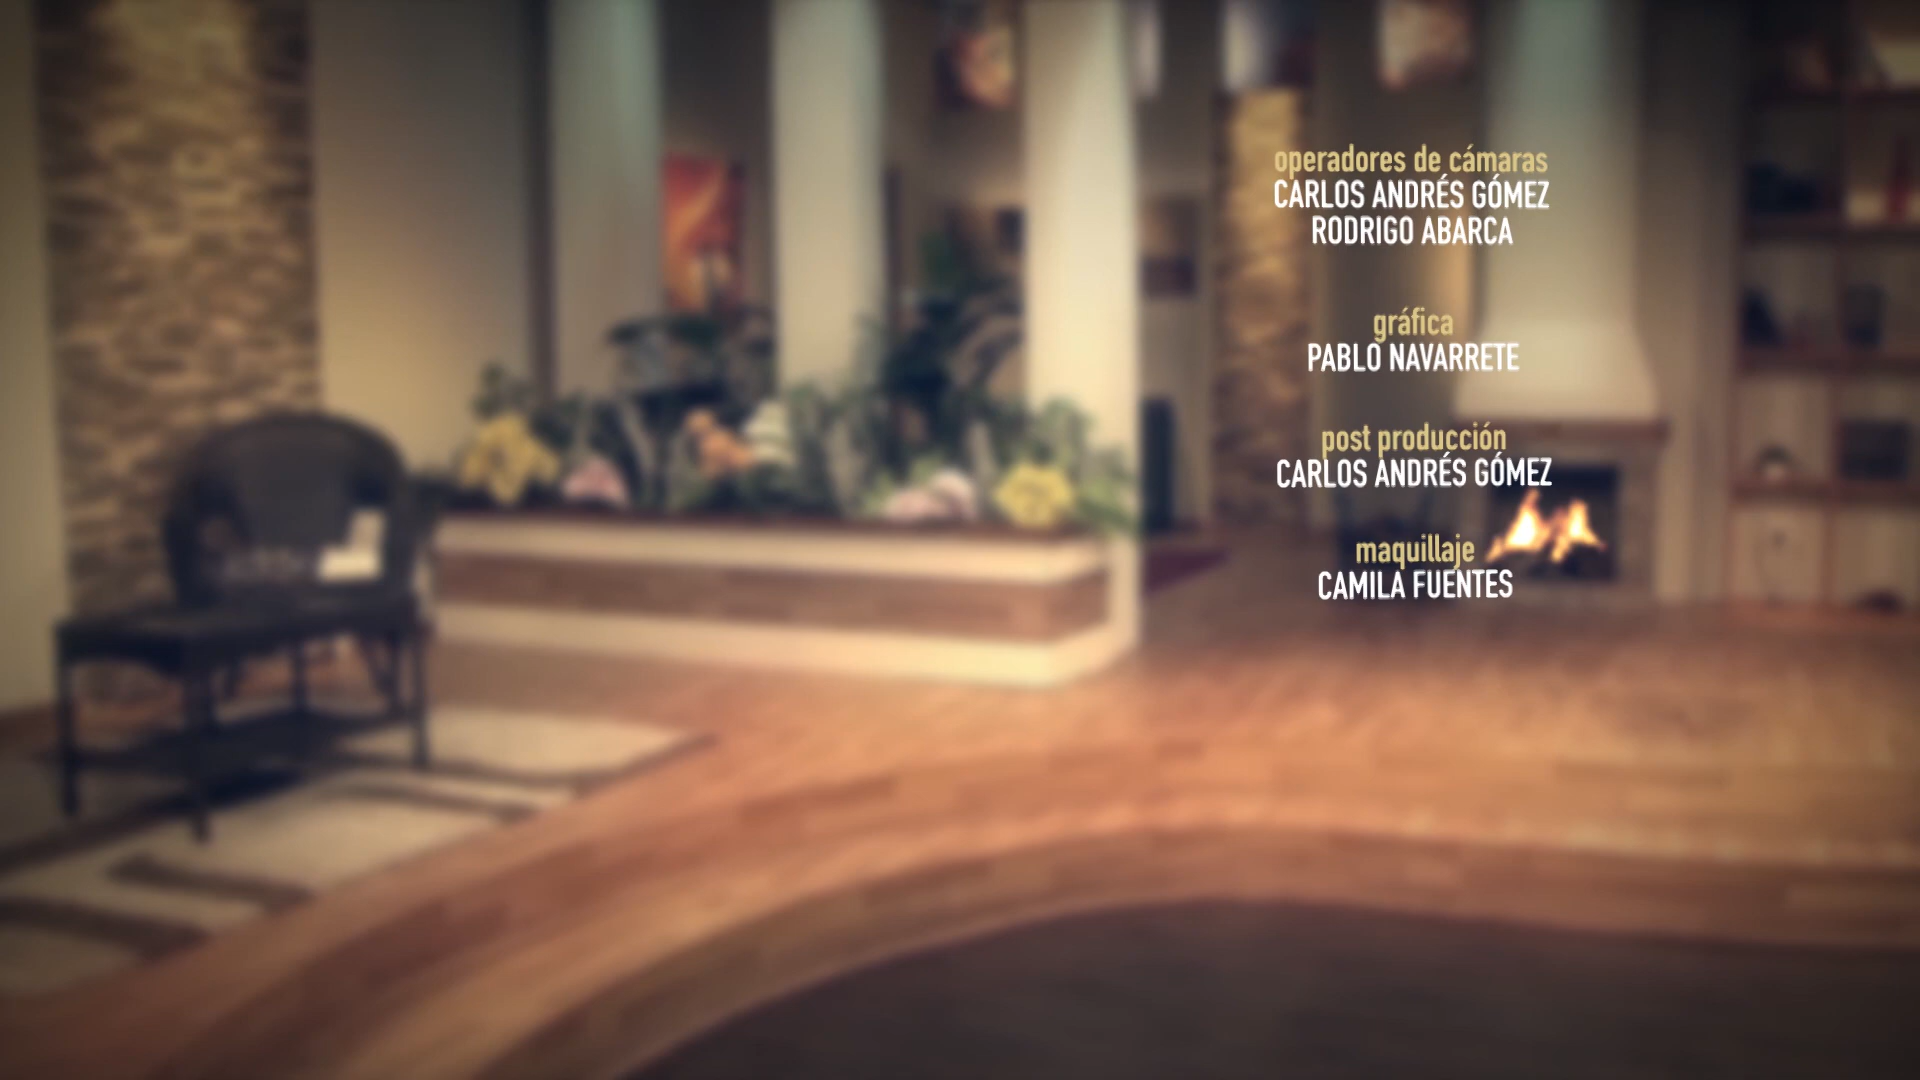 operadores de cámaras
CARLOS ANDRÉS GÓMEZ
RODRIGO ABARCA
gráfica
PABLO NAVARRETE
post producción
CARLOS ANDRÉS GÓMEZ
maquillaje
CAMILA FUENTES